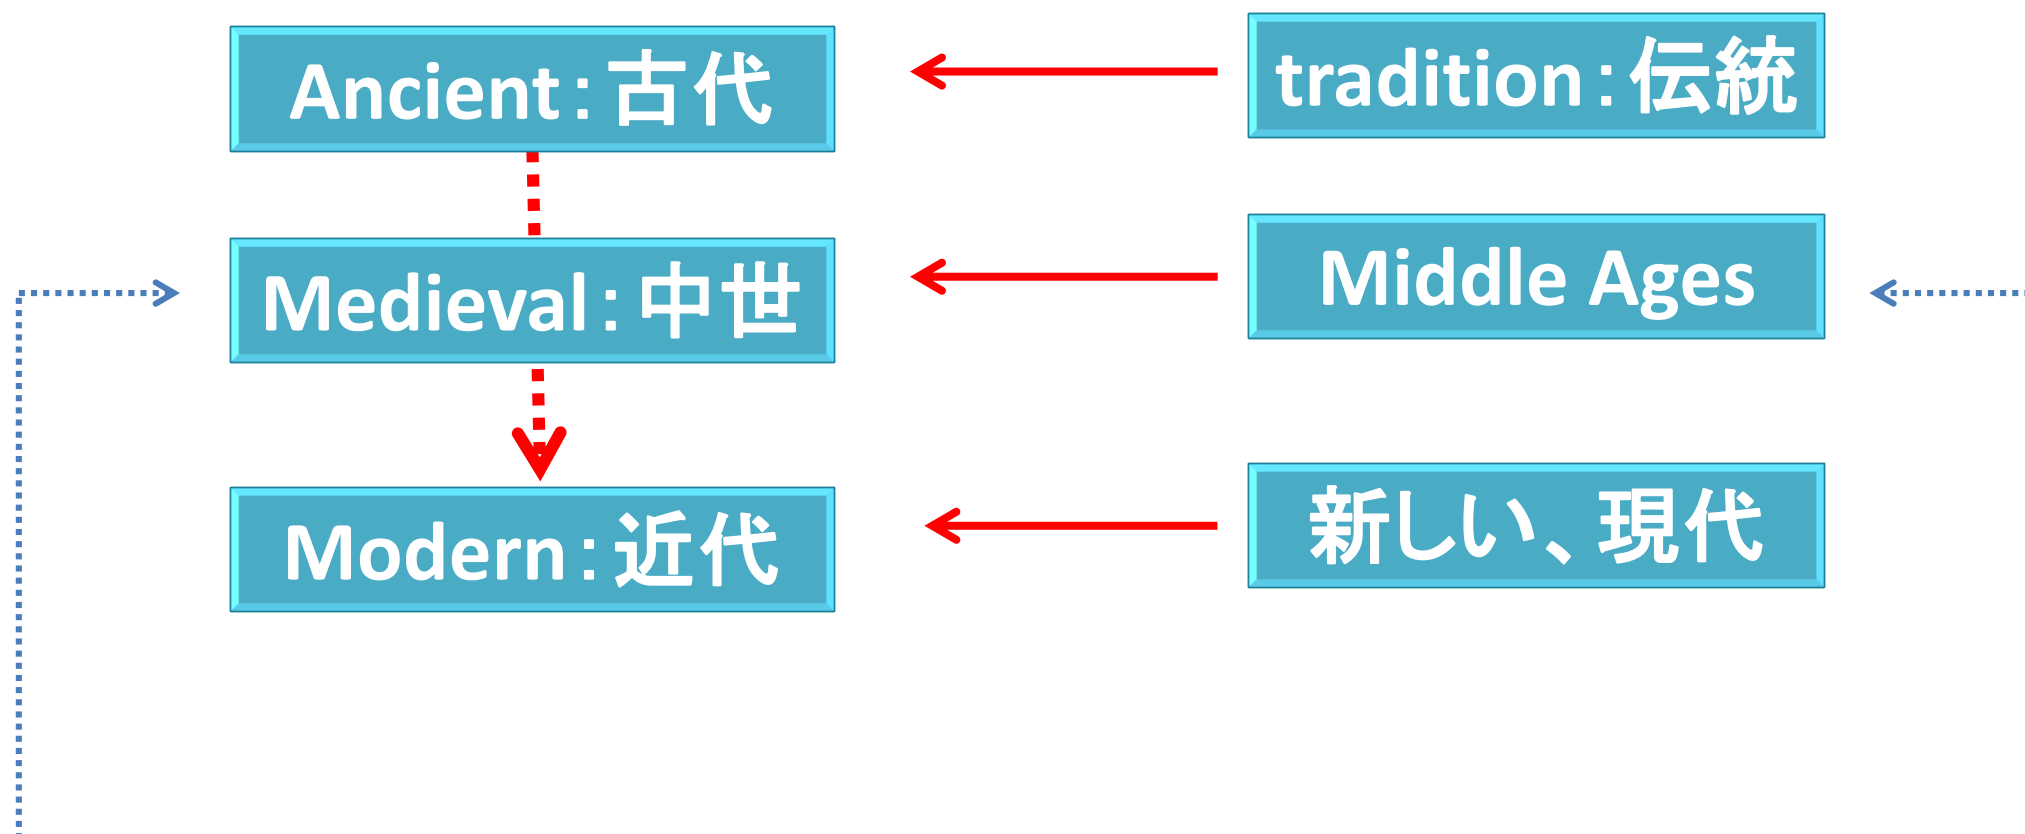 Ancient：古代
tradition：伝統
Medieval：中世
Middle Ages
Modern：近代
新しい、現代